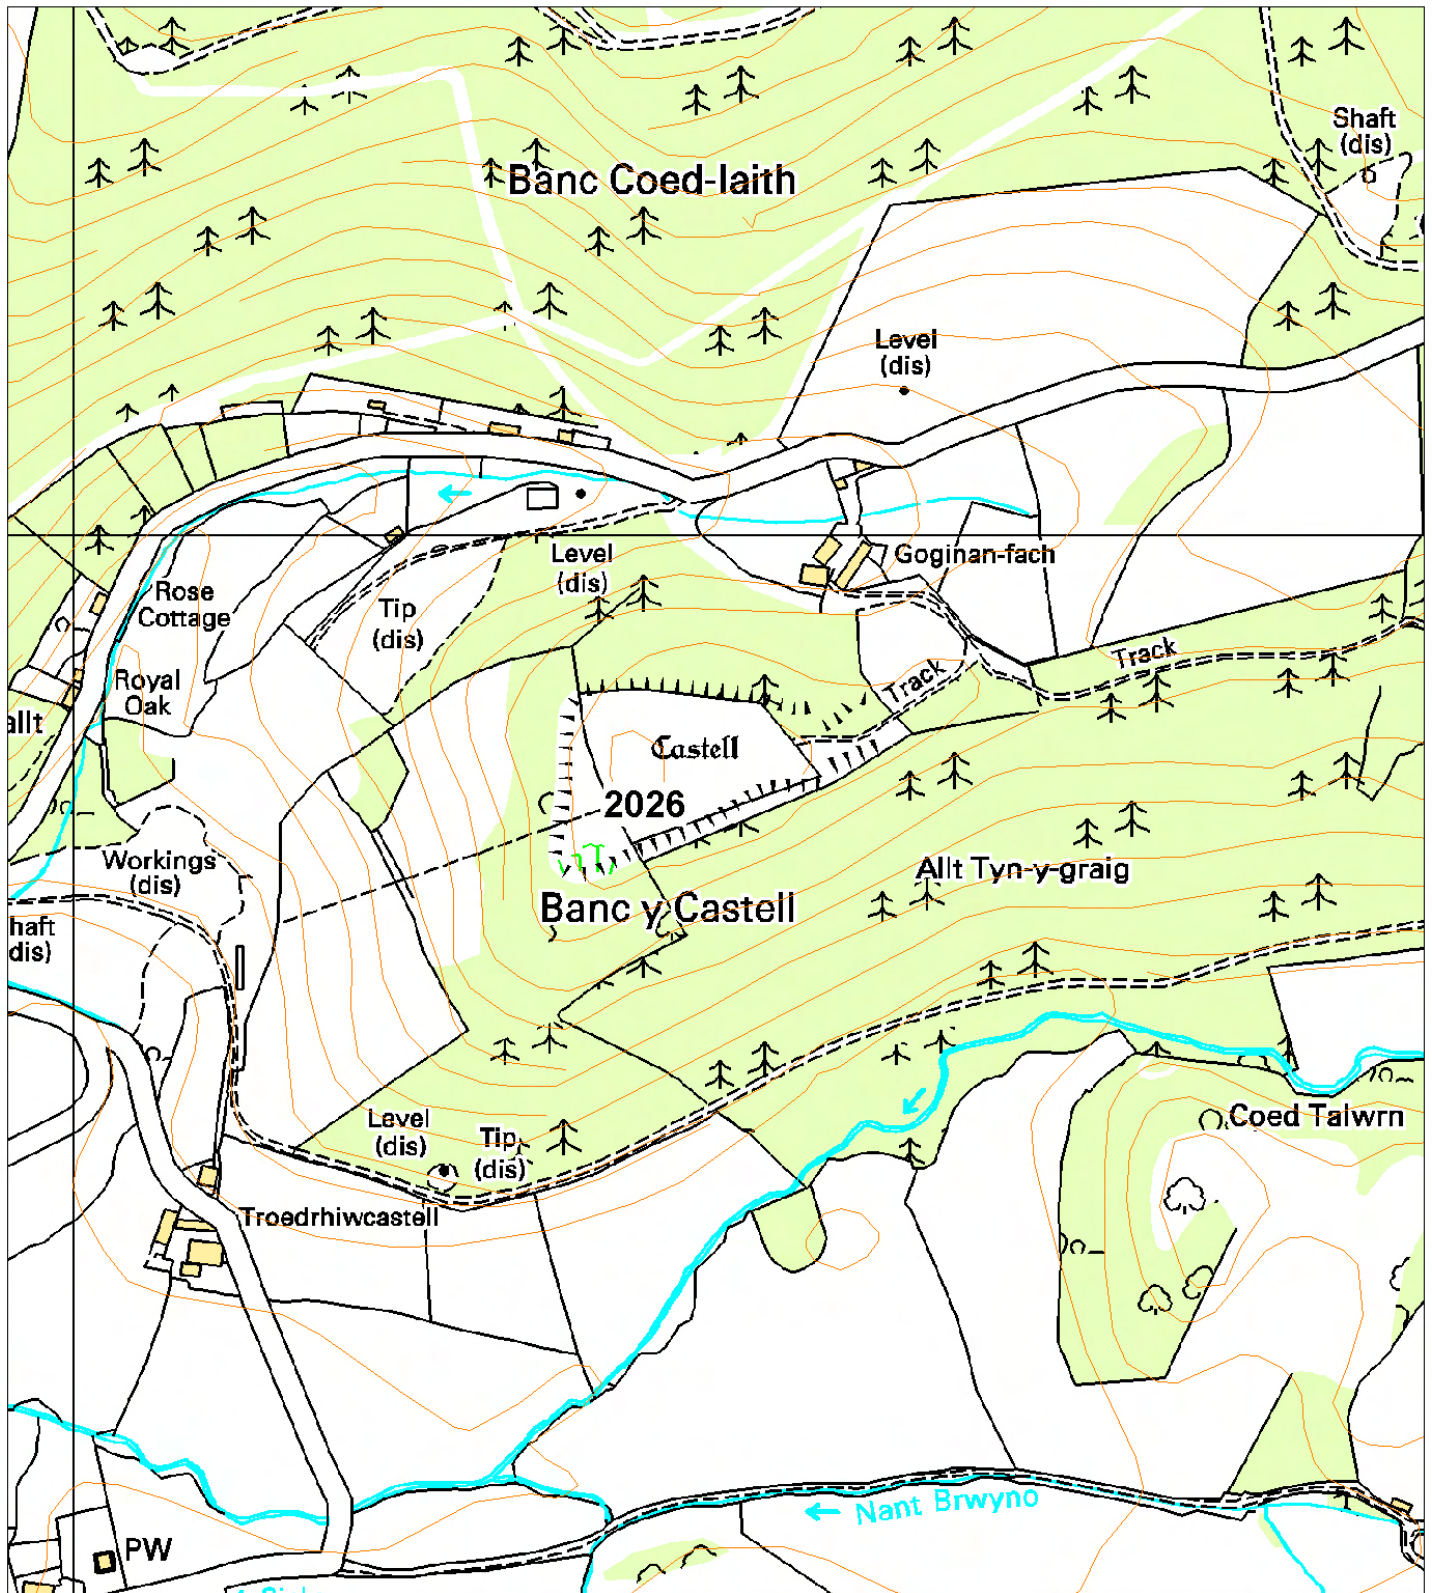 Shaft
(dis)
Banc Coed-laith
Level
(dis)
Level
(dis)
Goginan-fach
Rose
Cottage
Tip
(dis)
Track
Track
Royal
Oak
allt
Castell
2026
Workings
(dis)
Allt Tyn-y-graig
Banc y Castell
haft
dis)
Level
(dis)
Tip
(dis)
Coed Talwrn
Troedrhiwcastell
Nant Brwyno
PW